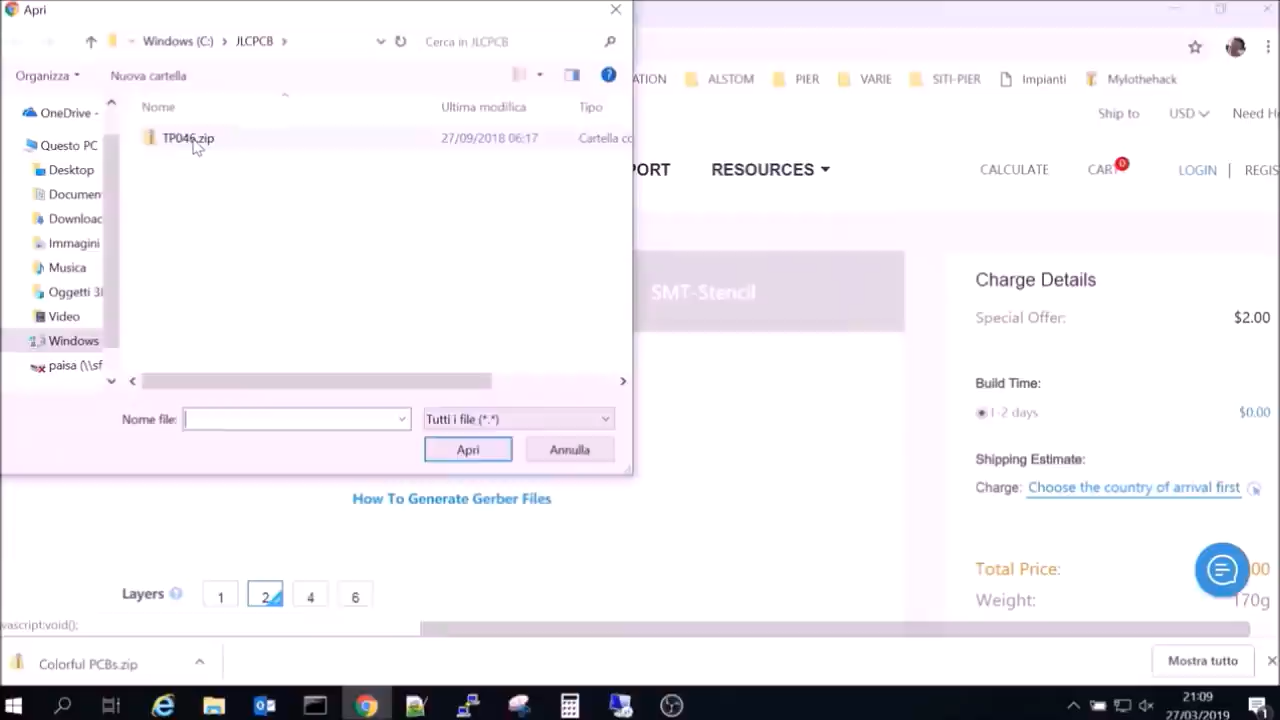 Apri
Windows (C:) › JLCPCB ›
Cerca in JLCPCB
Organizza
Nuova cartella
?
OneDrive -
Questo PC
Desktop
Documen
Downloac
Immagini
Musica
Oggetti 3
Video
Windows
paisa (\\sf
Nome
Ultima modifica
Tipo
TP046.zip
27/09/2018 06:17
Cartella co
Nome file:
Tutti i file (*.*)
Apri
Annulla
ATION
ALSTOM
PIER
VARIE
SITI-PIER
Impianti
Mylothehack
Ship to
USD
Need H
PORT
RESOURCES
CALCULATE
CART
0
LOGIN
|
REGIS
SMT-Stencil
Charge Details
Special Offer:
$2.00
Build Time:
1-2 days
$0.00
Shipping Estimate:
Charge: Choose the country of arrival first
Total Price:
00
Weight:
170g
How To Generate Gerber Files
Layers
?
1
2
4
6
vascript:void();
Colorful PCBs.zip
Mostra tutto
21:09
27/03/2019
1